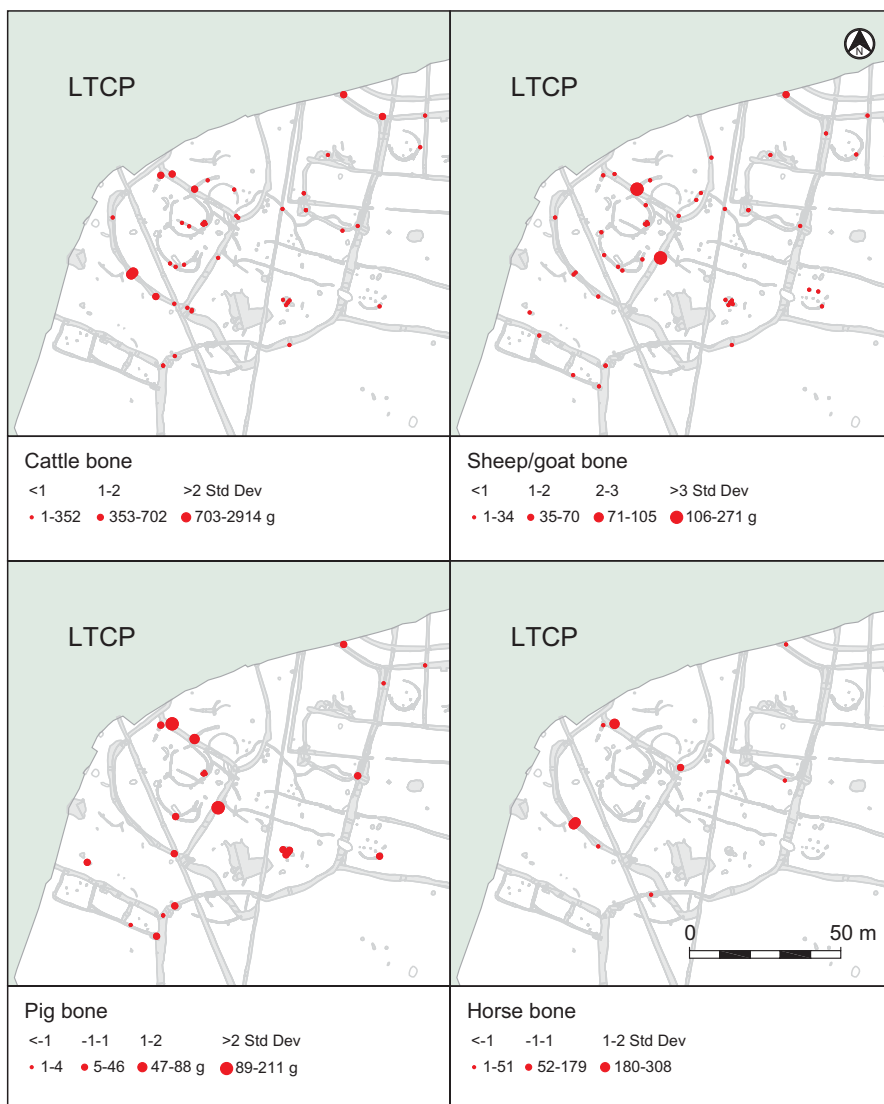 LTCP
LTCP
N
Cattle bone
<1 1-2 >2 Std Dev
1-352 353-702 703-2914 g
Sheep/goat bone
<1 1-2 2-3 >3 Std Dev
1-34 35-70 71-105 106-271 g
LTCP
LTCP
0 50 m
Pig bone
<-1 -1-1 1-2 >2 Std Dev
1-4 5-46 47-88 g 89-211 g
Horse bone
<-1 -1-1 1-2 Std Dev
1-51 52-179 180-308